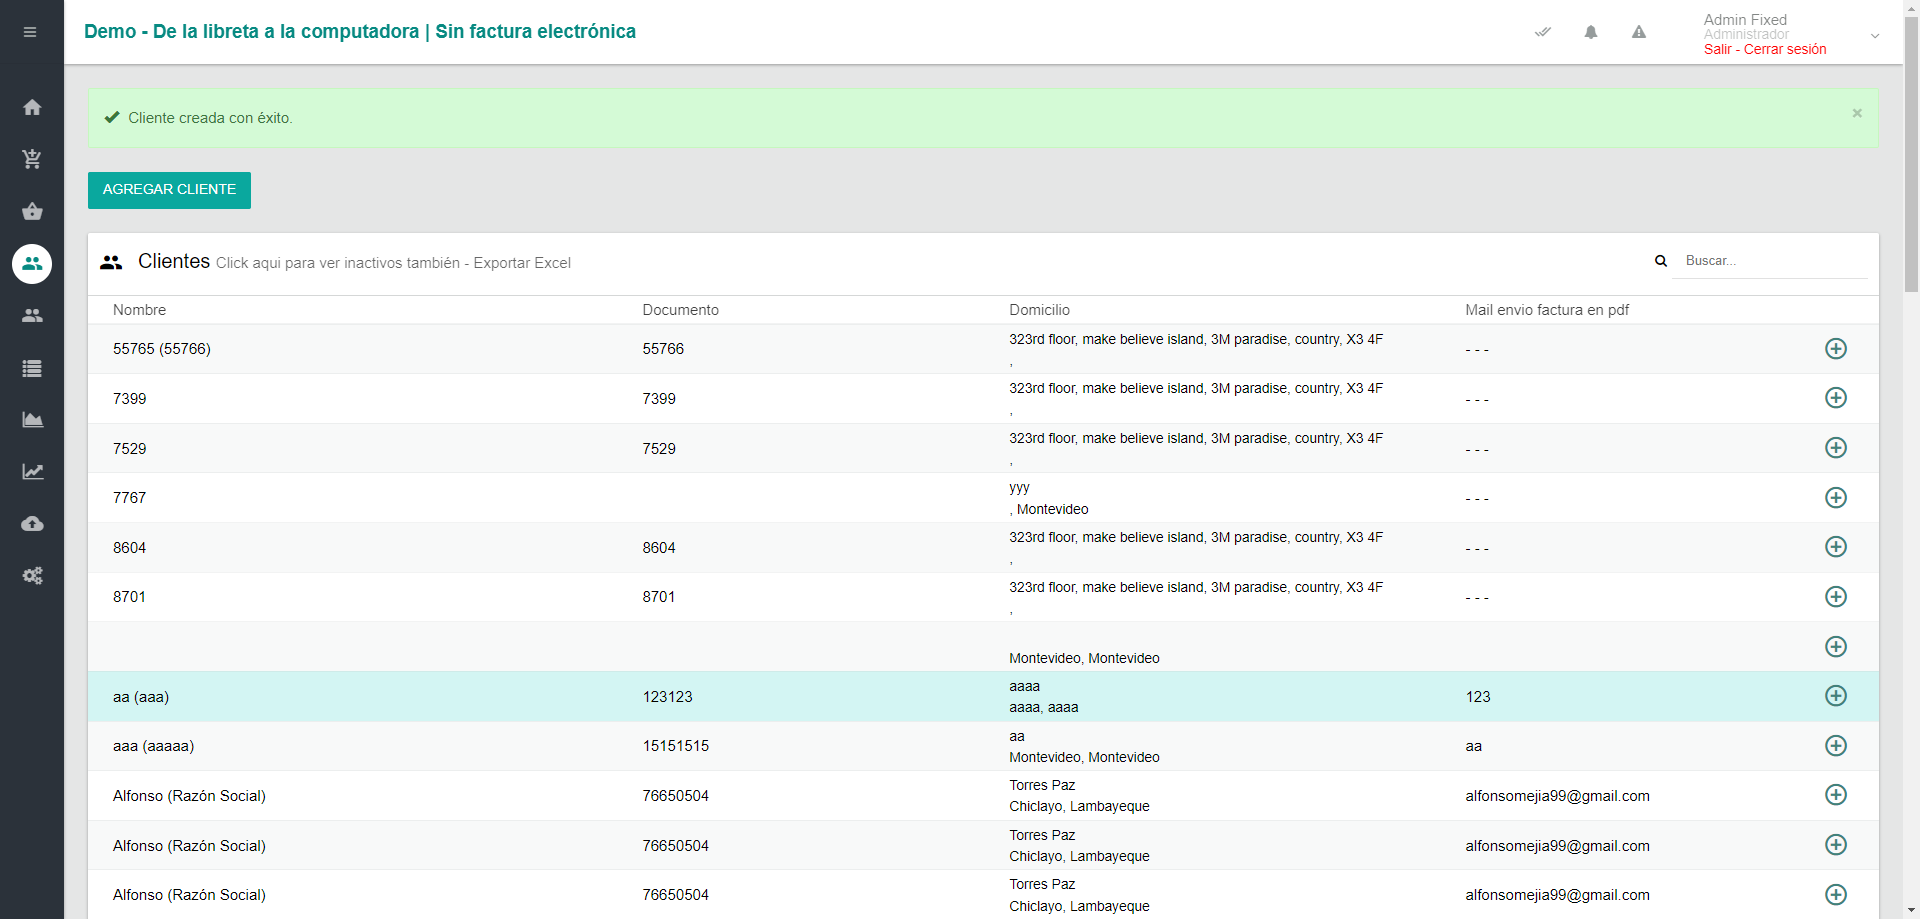 Demo - De la libreta a la computadora | Sin factura electrónica
Admin Fixed
Administrador
Salir - Cerrar sesión
Cliente creada con éxito.
×
AGREGAR CLIENTE
Clientes Click aqui para ver inactivos también - Exportar Excel
Buscar...
Nombre Documento Domicilio Mail envio factura en pdf
55765 (55766) 55766 323rd floor, make believe island, 3M paradise, country, X3 4F
, - - -
7399 7399 323rd floor, make believe island, 3M paradise, country, X3 4F
, - - -
7529 7529 323rd floor, make believe island, 3M paradise, country, X3 4F
, - - -
7767 yyy
, Montevideo - - -
8604 8604 323rd floor, make believe island, 3M paradise, country, X3 4F
, - - -
8701 8701 323rd floor, make believe island, 3M paradise, country, X3 4F
, - - -
Montevideo, Montevideo
aa (aaa) 123123 aaaa
aaaa, aaaa 123
aaa (aaaaa) 15151515 aa
Montevideo, Montevideo aa
Alfonso (Razón Social) 76650504 Torres Paz
Chiclayo, Lambayeque alfonsomejia99@gmail.com
Alfonso (Razón Social) 76650504 Torres Paz
Chiclayo, Lambayeque alfonsomejia99@gmail.com
Alfonso (Razón Social) 76650504 Torres Paz
Chiclayo, Lambayeque alfonsomejia99@gmail.com